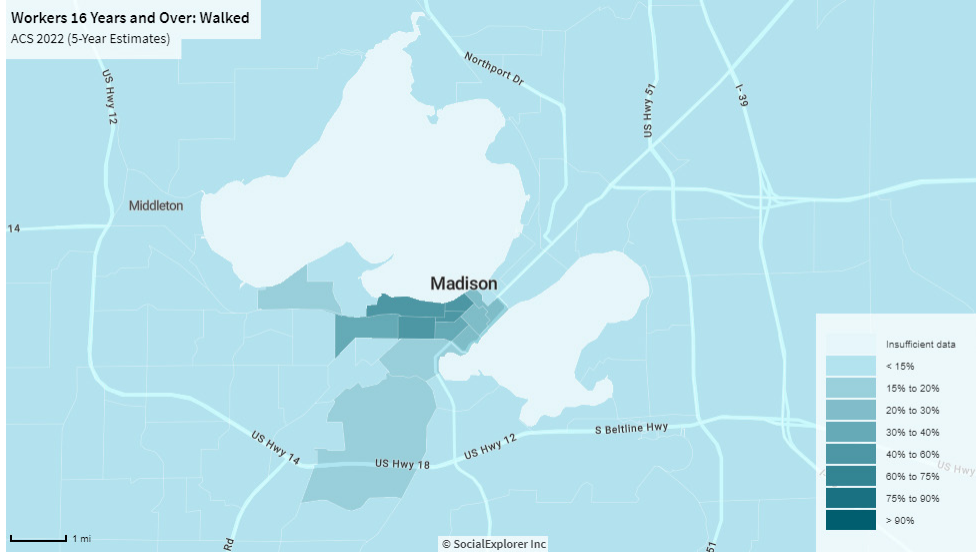 Workers 16 Years and Over: Walked
ACS 2022 (5-Year Estimates)
Northport Dr
US Hwy 12
US Hwy 51
I- 39
Middleton
14
Madison
Insufficient data
< 15%
15% to 20%
20% to 30%
30% to 40%
40% to 60%
60% to 75%
75% to 90%
> 90%
US Hwy 14
US Hwy 18
US Hwy 12
S Beltline Hwy
US Hwy
1 mi
Rd
© SocialExplorer Inc
51